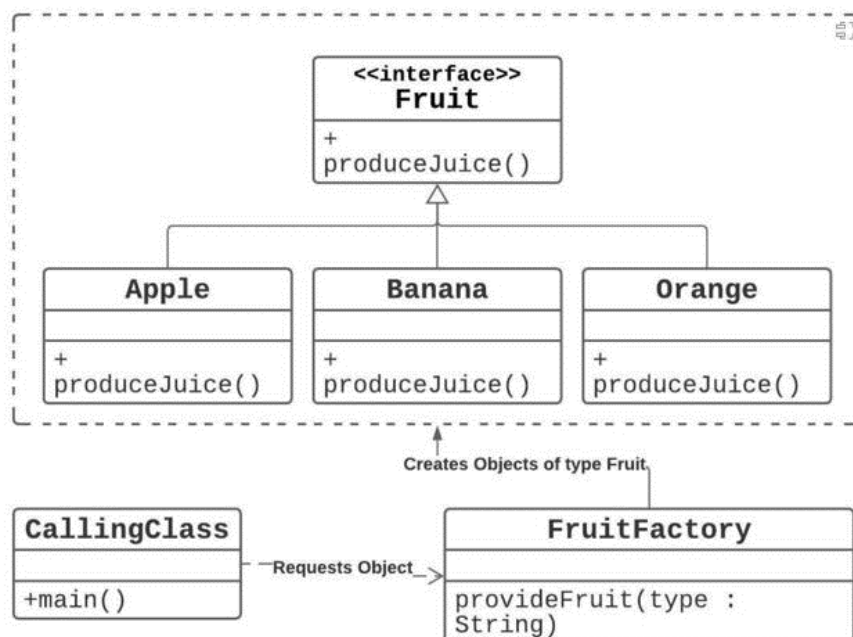 <<interface>>
Fruit
+
produceJuice()
Apple
+
produceJuice()
Banana
+
produceJuice()
Orange
+
produceJuice()
Creates Objects of type Fruit
CallingClass
+main()
Requests Object
FruitFactory
provideFruit(type :
String)